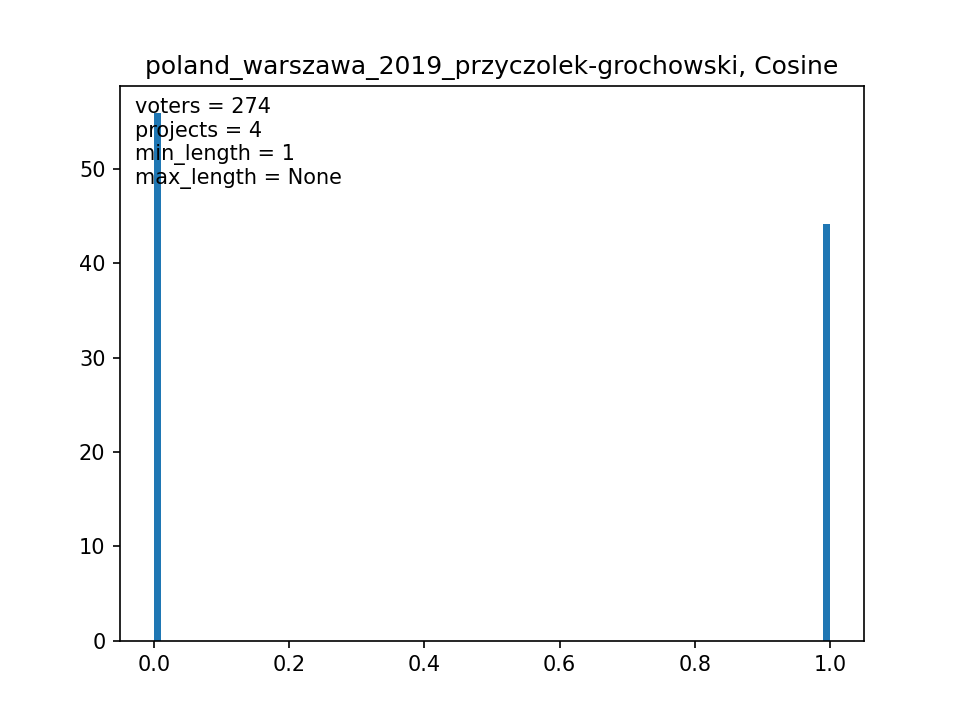 poland_warszawa_2019_przyczolek-grochowski, Cosine
voters = 274
projects = 4
min_length = 1
max_length = None
50
40
30
20
10
0
0.0 0.2 0.4 0.6 0.8 1.0